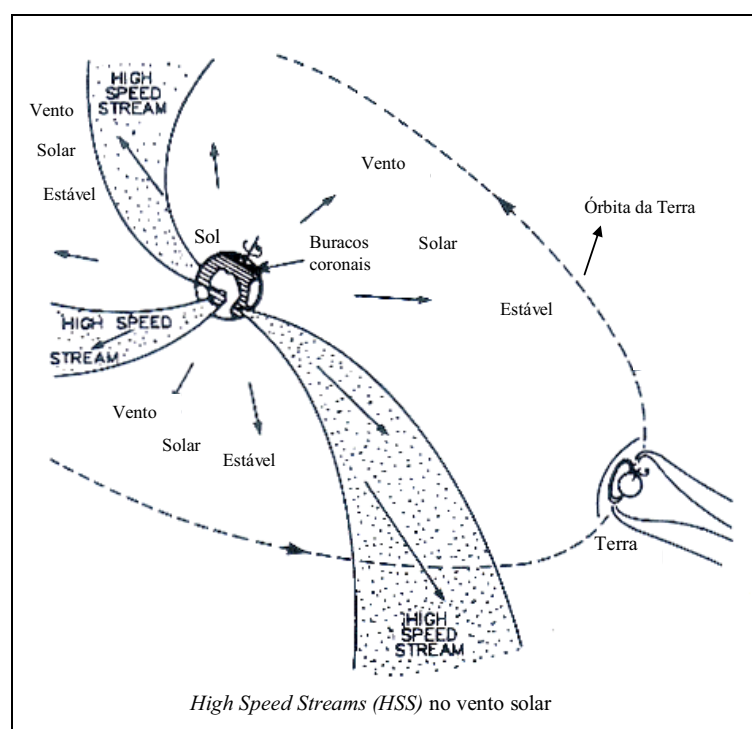 HIGH
SPEED
STREAM
Vento
Solar
Estável
Vento
Solar
Estável
Órbita da Terra
Sol
Buracos
coronais
HIGH SPEED
STREAM
Vento
Solar
Estável
Terra
HIGH
SPEED
STREAM
High Speed Streams (HSS) no vento solar